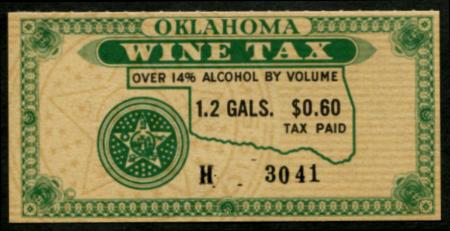 OKLAHOMA
WINE TAX
OVER 14% ALCOHOL BY VOLUME
1.2 GALS. $0.60
TAX PAID
H 3041